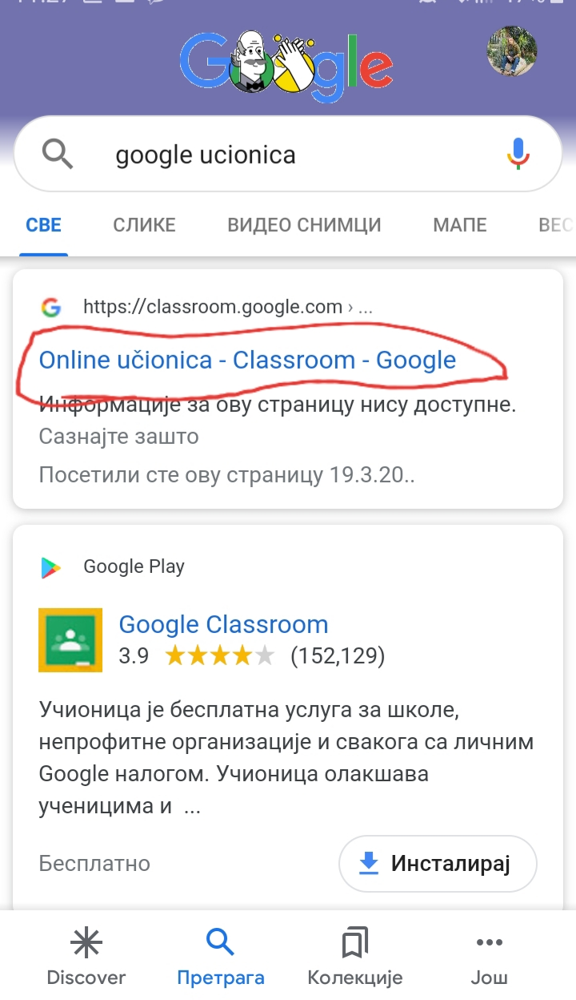 Google
google ucionica
СВЕ СЛИКЕ ВИДЕО СНИМЦИ МАПЕ ВЕС
https://classroom.google.com › ...
Online učionica - Classroom - Google
Информације за ову страницу нису доступне.
Сазнајте зашто
Посетили сте ову страницу 19.3.20..
Google Play
Google Classroom
3.9 (152,129)
Учионица је бесплатна услуга за школе,
непрофитне организације и свакога са личним
Google налогом. Учионица олакшава
ученицима и ...
Бесплатно Инсталирај
Discover Претрага Колекције Још